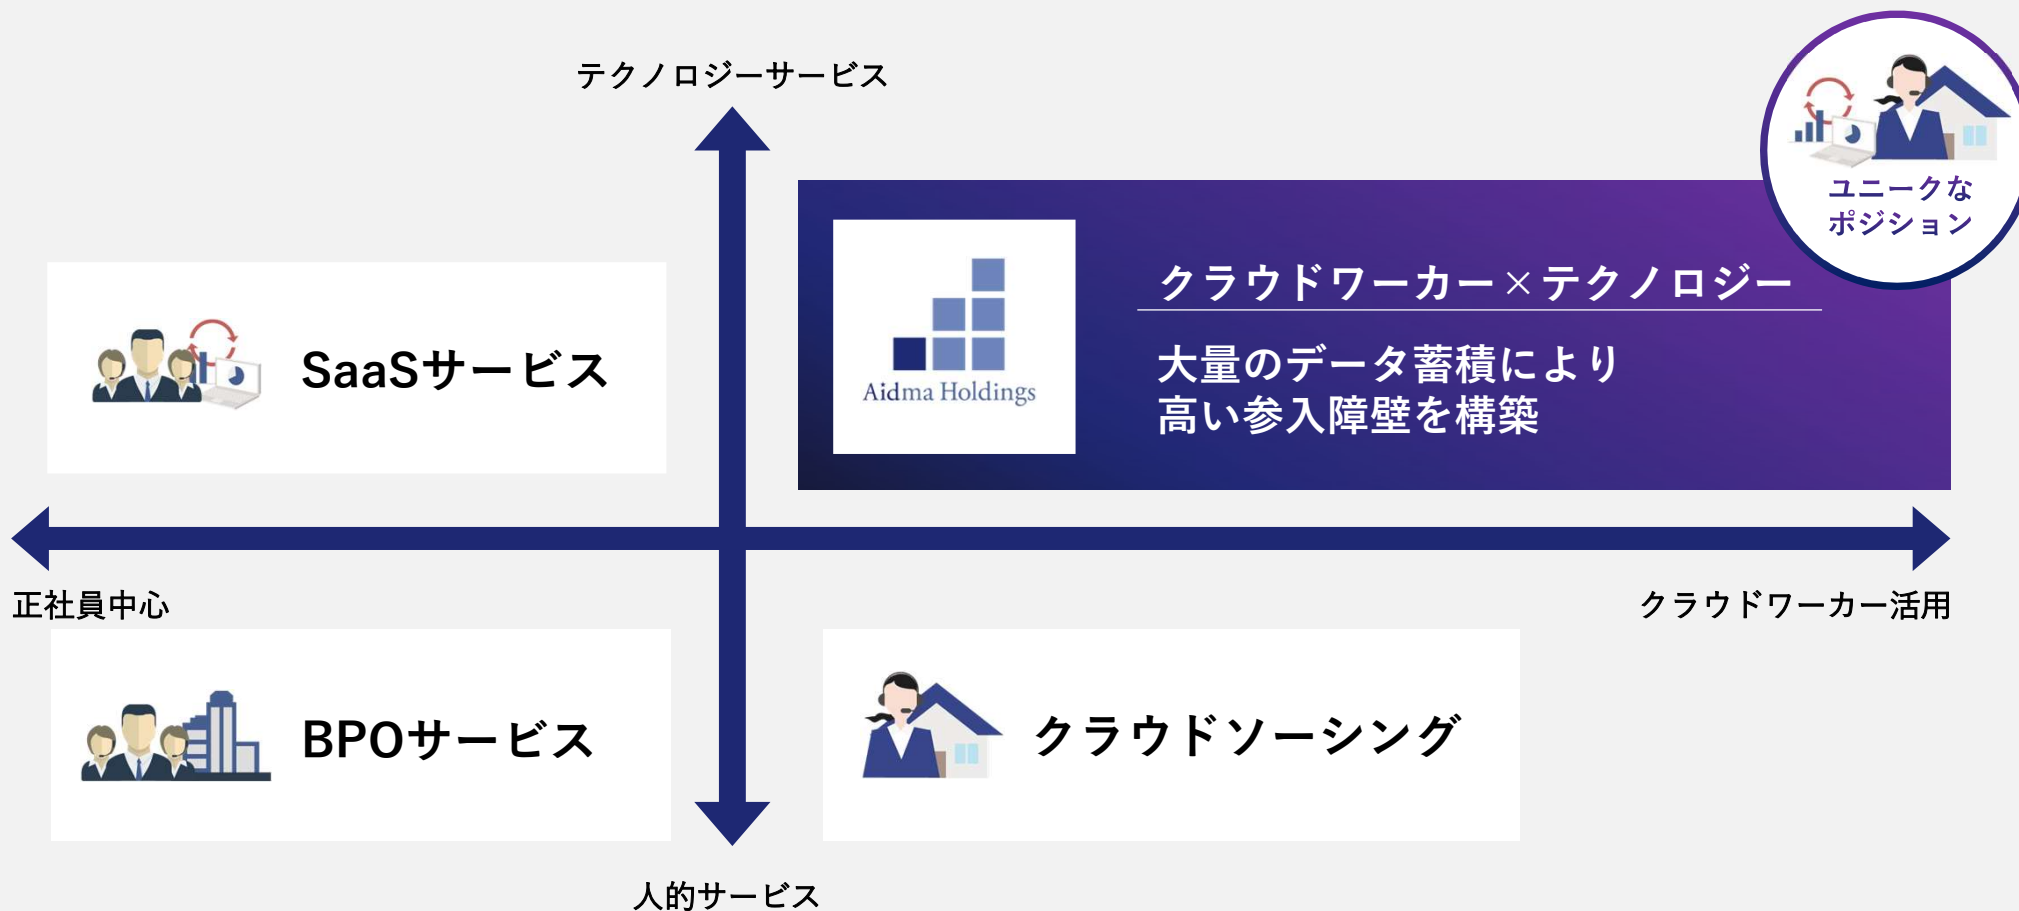 テクノロジーサービス
ユニークな
ポジション
クラウドワーカー×テクノロジー
大量のデータ蓄積により
高い参入障壁を構築
Aidma Holdings
SaaSサービス
正社員中心
クラウドワーカー活用
BPOサービス
クラウドソーシング
人的サービス